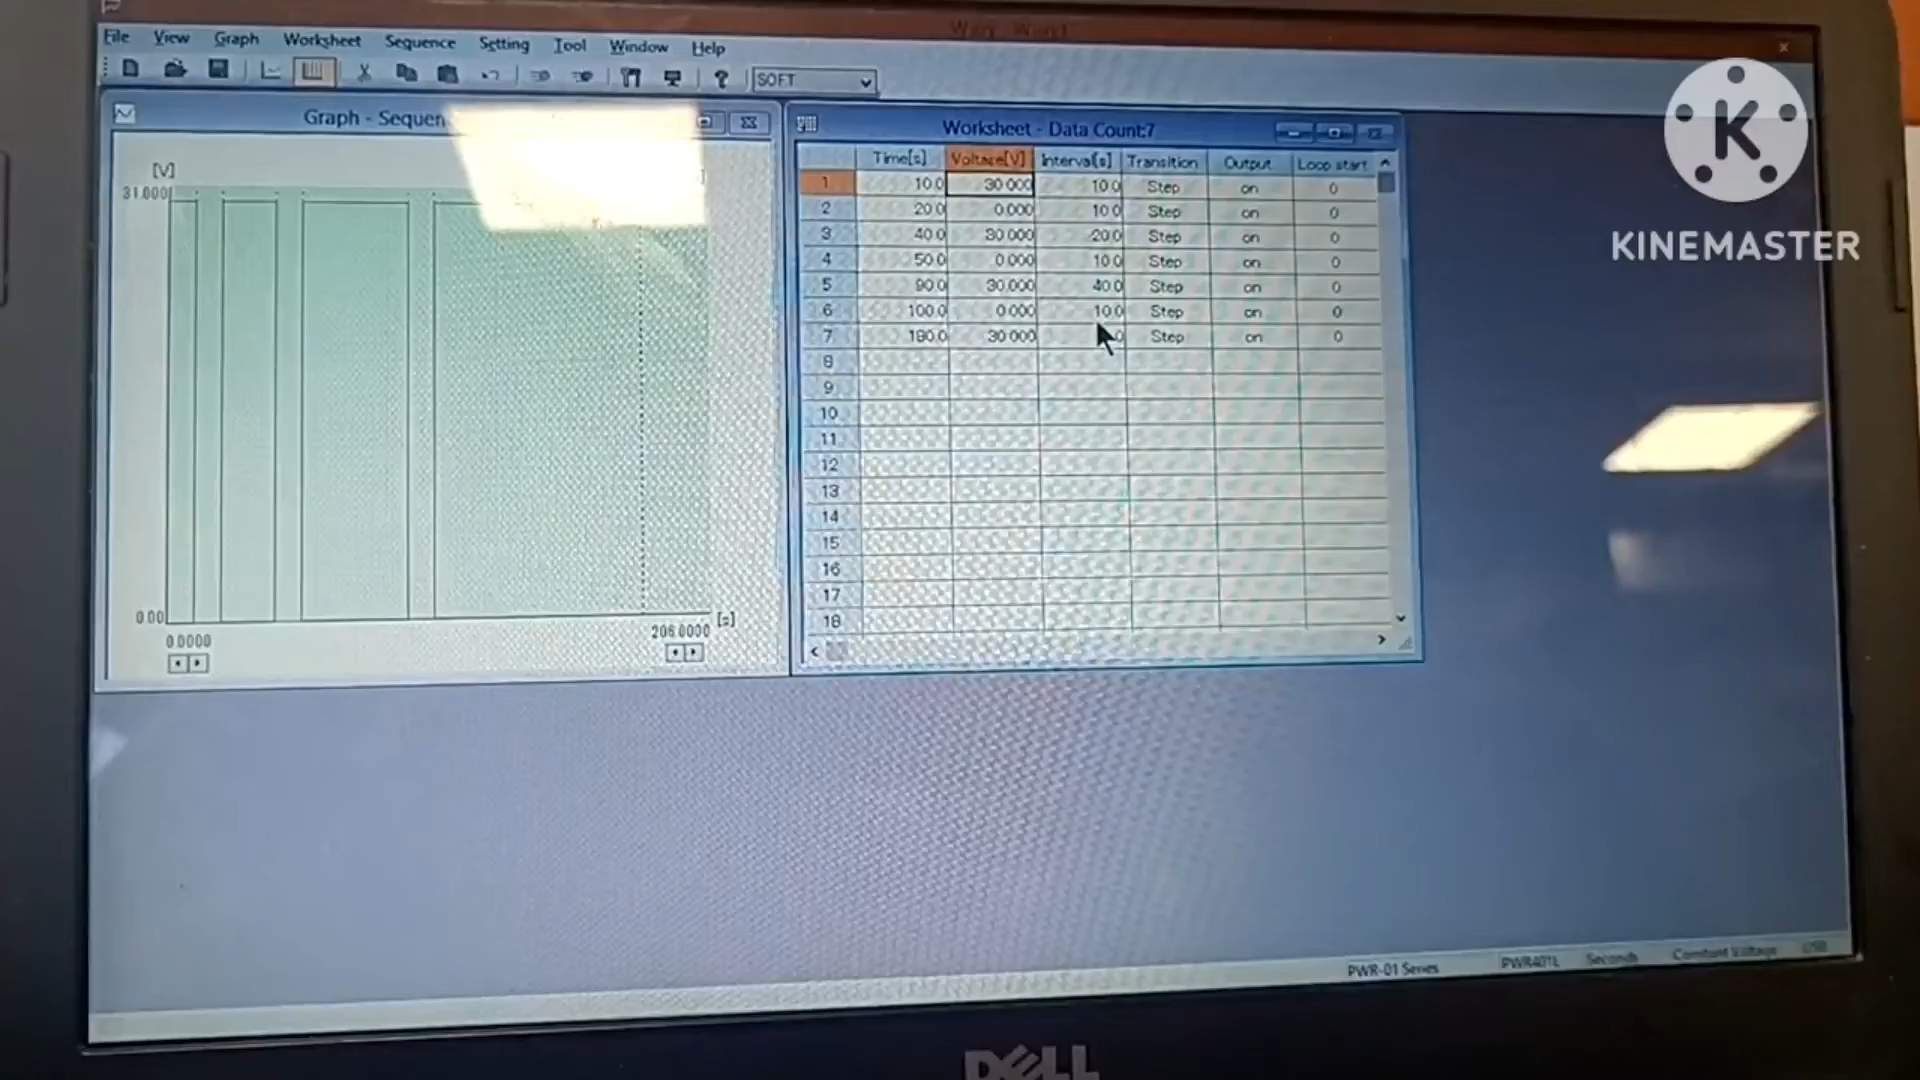 File View Graph Worksheet Sequence Setting Tool Window Help
SOFT
Graph - Sequen
[V]
31.000
0.00
0.0000
206.0000
[s]
Worksheet - Data Count:7
Time[s] Voltage[V] Interval[s] Transition Output Loop start
1 10.0 30.000 10.0 Step on 0
2 20.0 0.000 10.0 Step on 0
3 40.0 30.000 20.0 Step on 0
4 50.0 0.000 10.0 Step on 0
5 90.0 30.000 40.0 Step on 0
6 100.0 0.000 10.0 Step on 0
7 180.0 30.000 Step on 0
8
9
10
11
12
13
14
15
16
17
18
K
KINEMASTER
PWR-01 Series PWR401L Seconds Constant Voltage USB
DELL